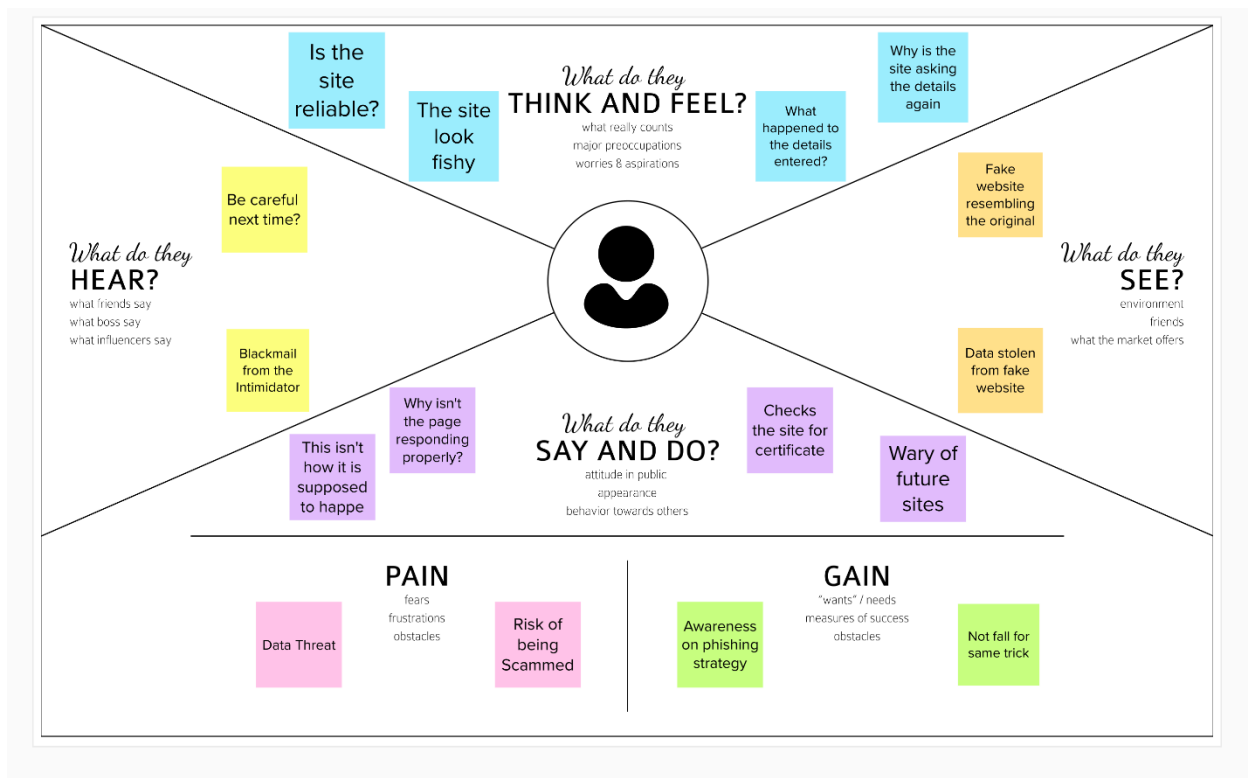 Is the
site
reliable?
The site
look
fishy
What do they
THINK AND FEEL?
what really counts
major preoccupations
worries & aspirations
What
happened to
the details
entered?
Why is the
site asking
the details
again
Be careful
next time?
What do they
HEAR?
what friends say
what boss say
what influencers say
Blackmail
from the
Intimidator
Fake
website
resembling
the original
What do they
SEE?
environment
friends
what the market offers
Data stolen
from fake
website
This isn't
how it is
supposed
to happe
Why isn't
the page
responding
properly?
What do they
SAY AND DO?
attitude in public
appearance
behavior towards others
Checks
the site for
certificate
Wary of
future
sites
PAIN
fears
frustrations
obstacles
Data Threat
Risk of
being
Scammed
GAIN
"wants" / needs
measures of success
obstacles
Awareness
on phishing
strategy
Not fall for
same trick